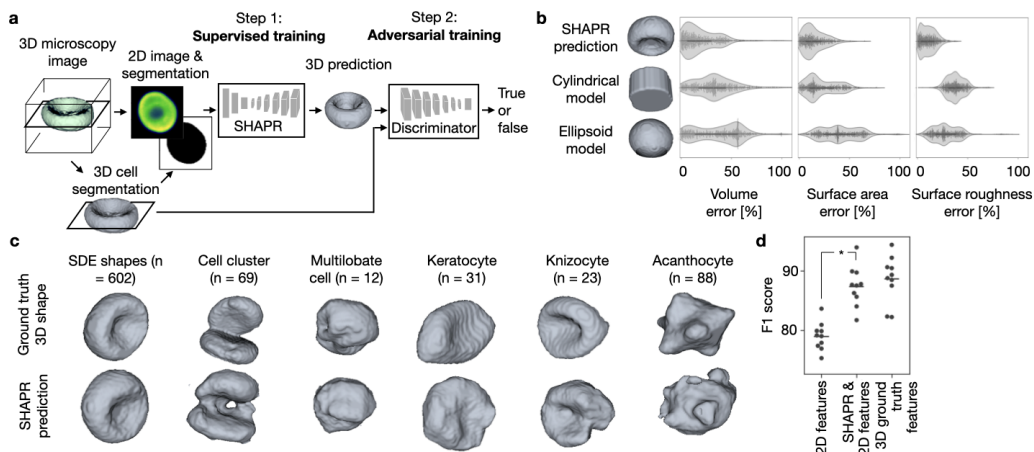 a
Step 1:
Supervised training
Step 2:
Adversarial training
3D microscopy
image
2D image &
segmentation
3D prediction
SHAPR
Discriminator
True
or
false
3D cell
segmentation
b
SHAPR
prediction
Cylindrical
model
Ellipsoid
model
0 50 100
0 50 100
0 50 100
Volume
error [%]
Surface area
error [%]
Surface roughness
error [%]
c
SDE shapes (n
= 602)
Cell cluster
(n = 69)
Multilobate
cell (n = 12)
Keratocyte
(n = 31)
Knizocyte
(n = 23)
Acanthocyte
(n = 88)
Ground truth
3D shape
SHAPR
prediction
d
*
F1 score
90
80
2D features
SHAPR &
2D features
3D ground
truth
features